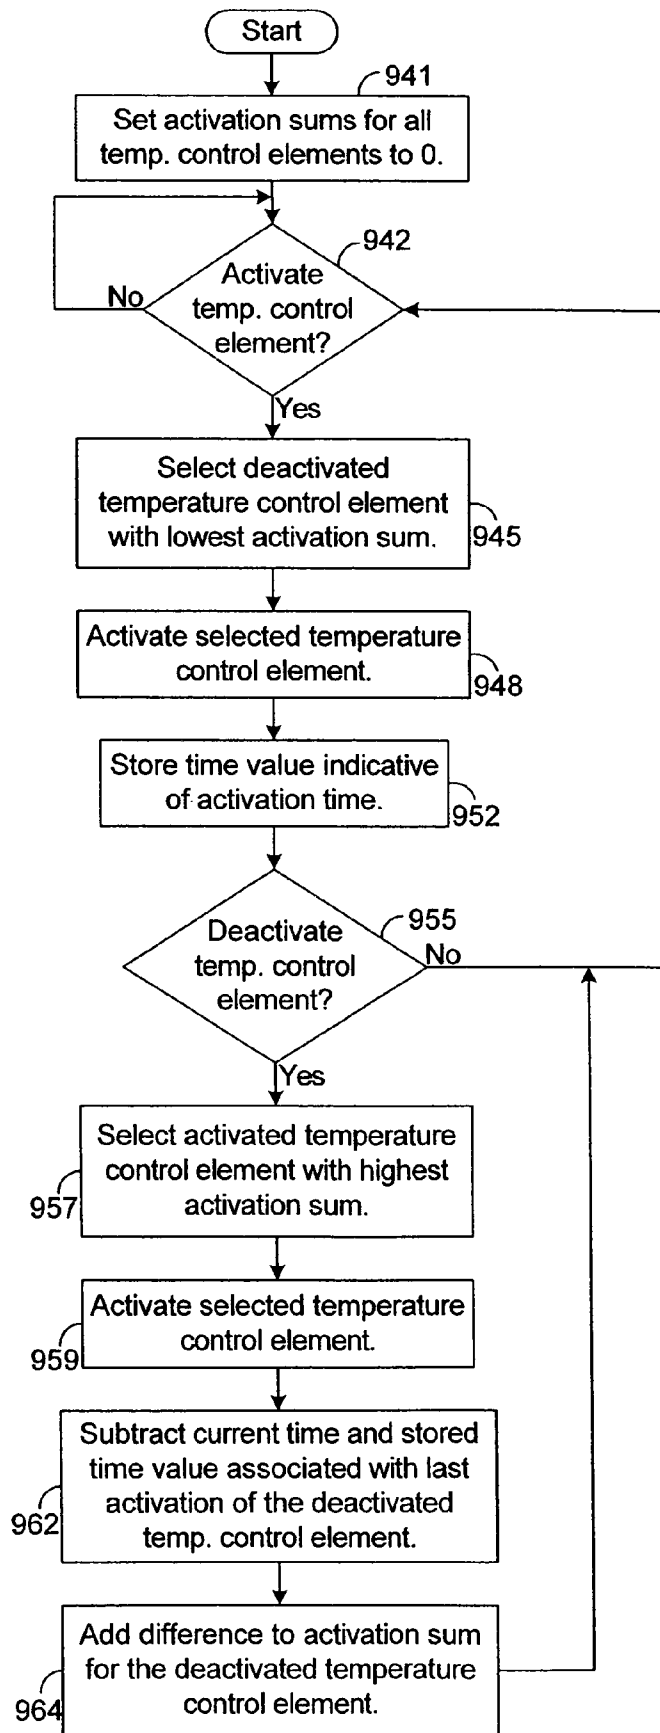 Start
941
Set activation sums for all
temp. control elements to 0.
942
Activate
temp. control
element?
No
Yes
Select deactivated
temperature control element
with lowest activation sum.
945
Activate selected temperature
control element.
948
Store time value indicative
of activation time.
952
955
Deactivate
temp. control
element?
No
Yes
Select activated temperature
control element with highest
activation sum.
957
Activate selected temperature
control element.
959
Subtract current time and stored
time value associated with last
activation of the deactivated
temp. control element.
962
Add difference to activation sum
for the deactivated temperature
control element.
964